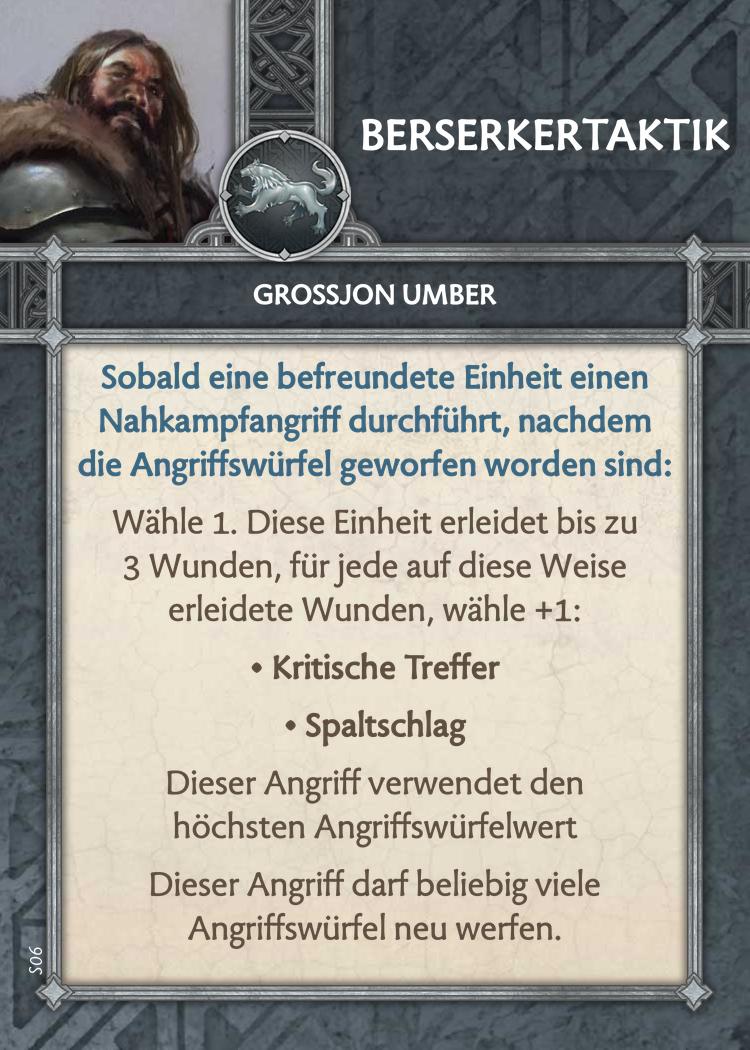 BERSERKERTAKTIK
GROSSJON UMBER
Sobald eine befreundete Einheit einen
Nahkampfangriff durchführt, nachdem
die Angriffswürfel geworfen worden sind:
Wähle 1. Diese Einheit erleidet bis zu
3 Wunden, für jede auf diese Weise
erleidete Wunden, wähle +1:
• Kritische Treffer
• Spaltschlag
Dieser Angriff verwendet den
höchsten Angriffswürfelwert
Dieser Angriff darf beliebig viele
Angriffswürfel neu werfen.
S06